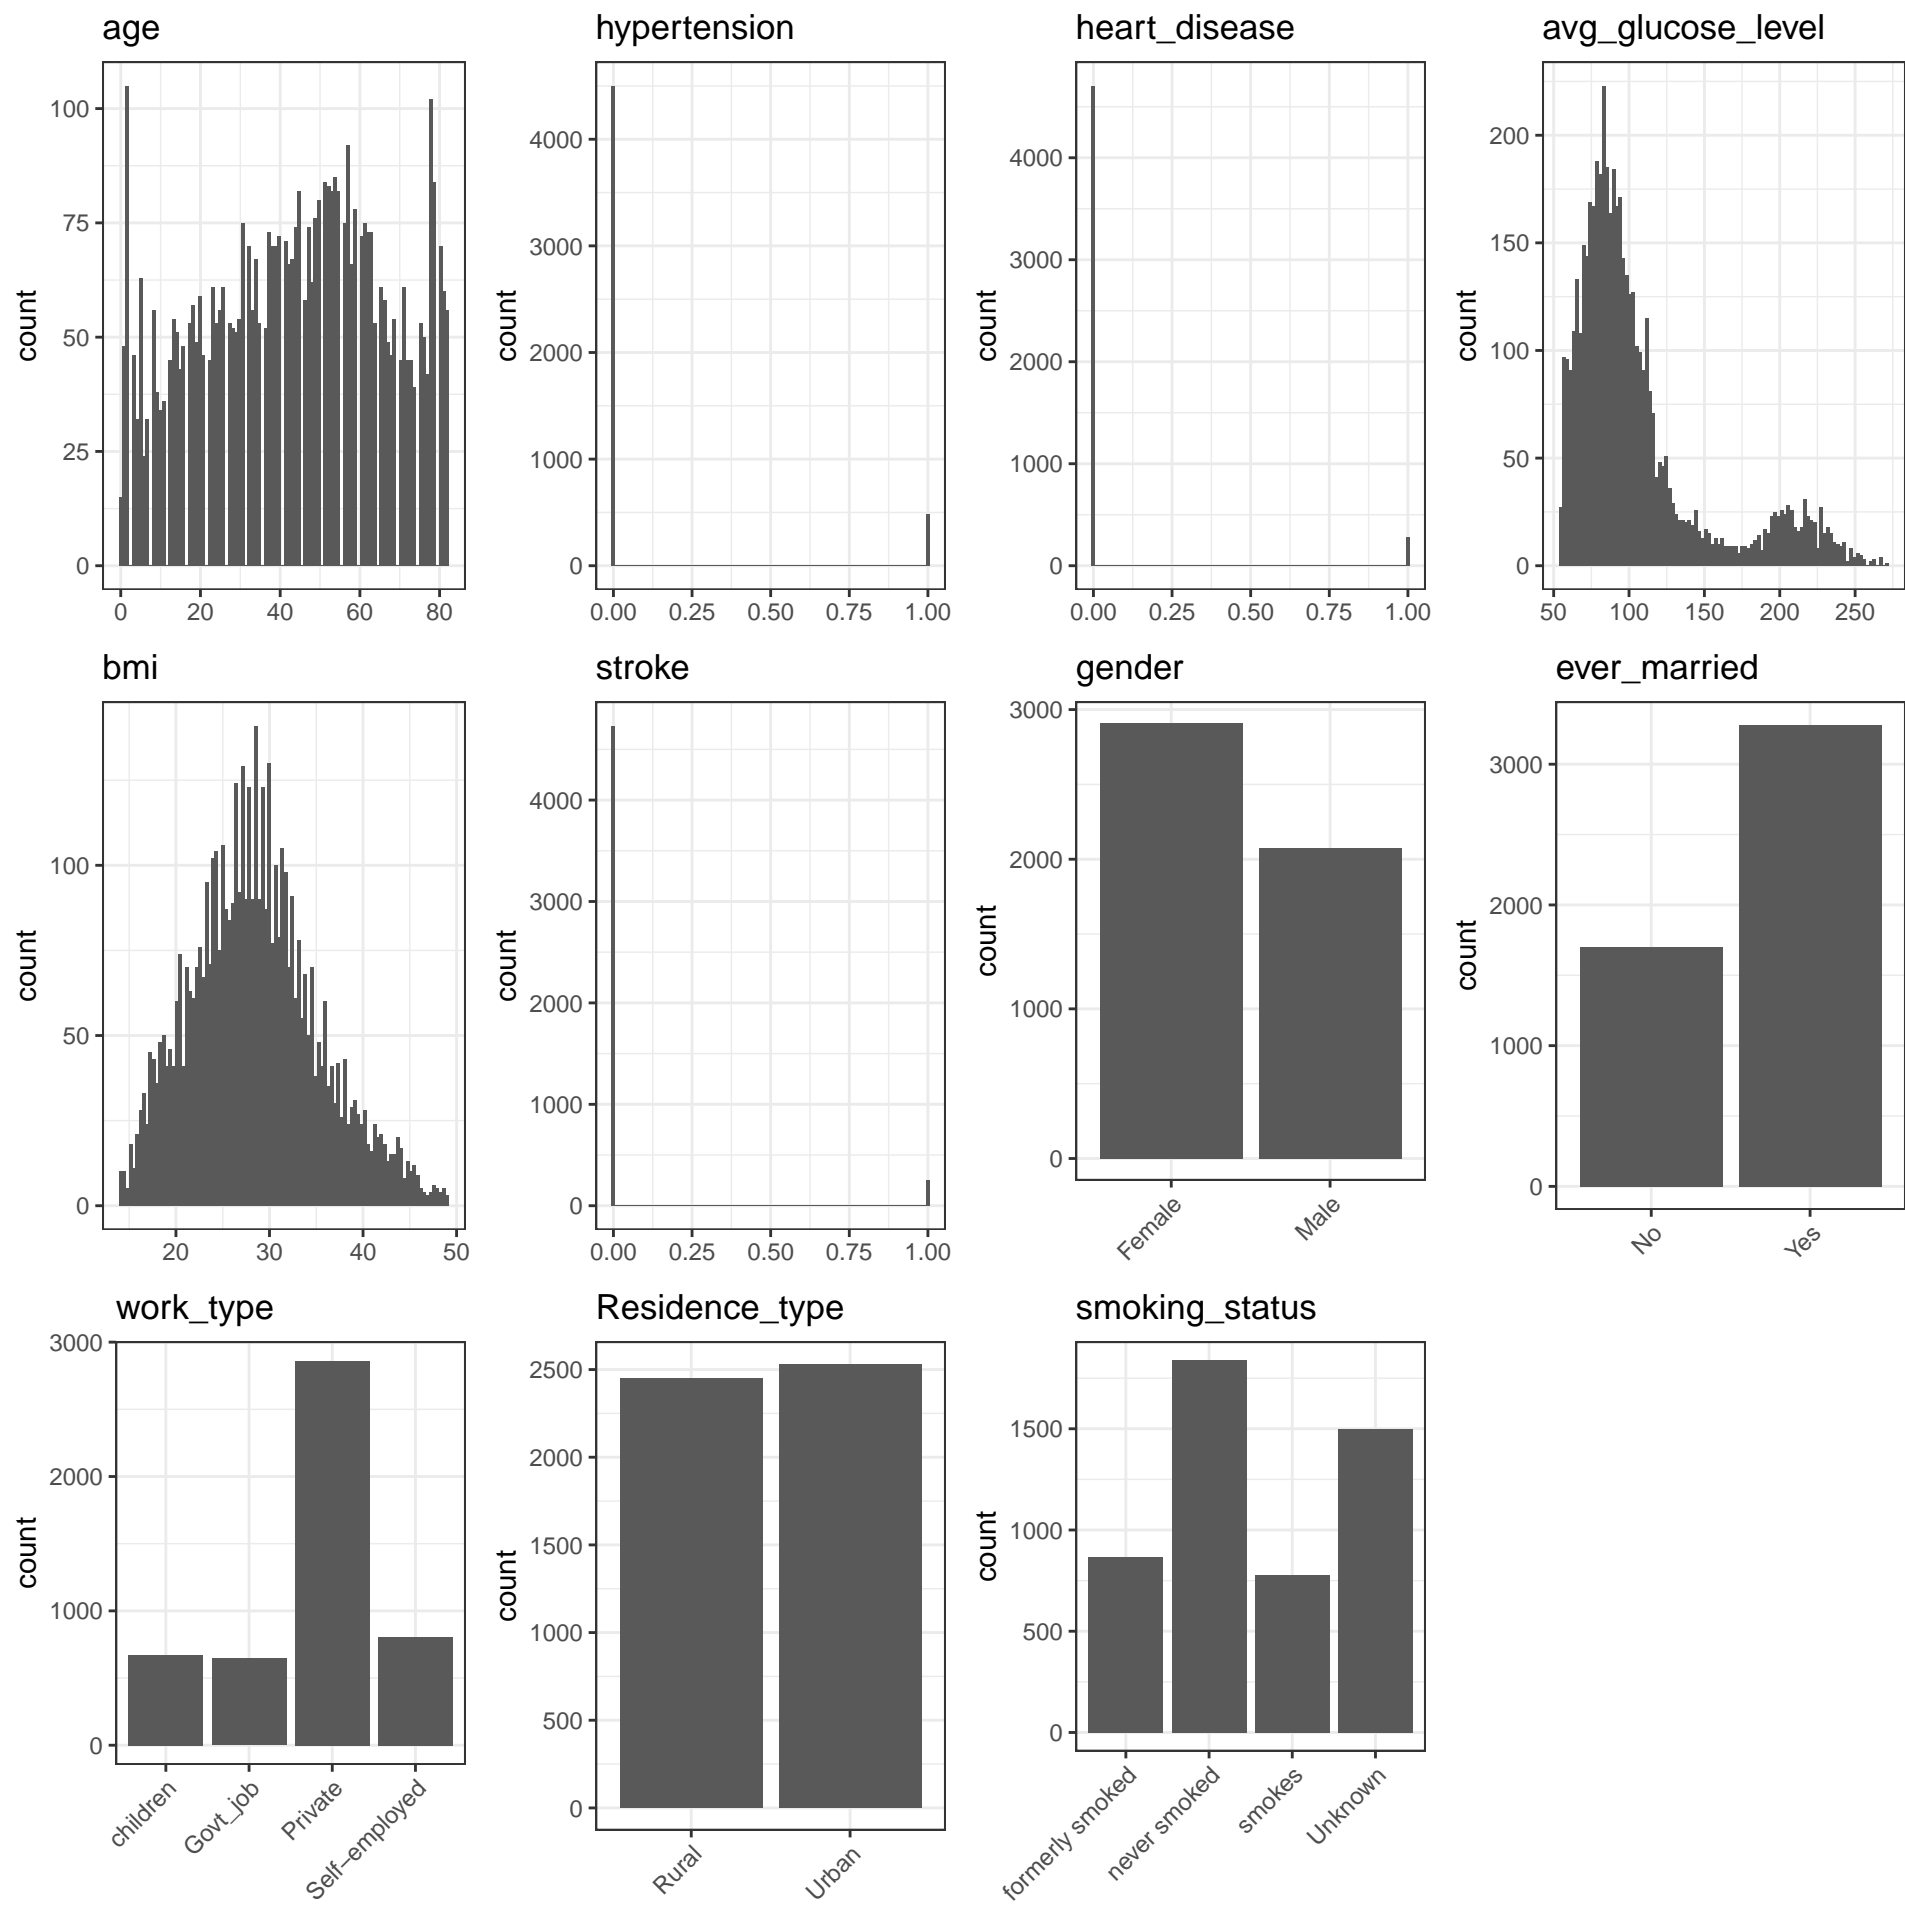 age
hypertension
heart_disease
avg_glucose_level
count
100
75
50
25
0
0 20 40 60 80
count
4000
3000
2000
1000
0
0.00 0.25 0.50 0.75 1.00
count
4000
3000
2000
1000
0
0.00 0.25 0.50 0.75 1.00
count
200
150
100
50
0
50 100 150 200 250
bmi
stroke
gender
ever_married
count
100
50
0
20 30 40 50
count
4000
3000
2000
1000
0
0.00 0.25 0.50 0.75 1.00
count
3000
2000
1000
0
Female
Male
count
3000
2000
1000
0
No
Yes
work_type
Residence_type
smoking_status
count
3000
2000
1000
0
children
Govt_job
Private
Self−employed
count
2500
2000
1500
1000
500
0
Rural
Urban
count
1500
1000
500
0
formerly smoked
never smoked
smokes
Unknown